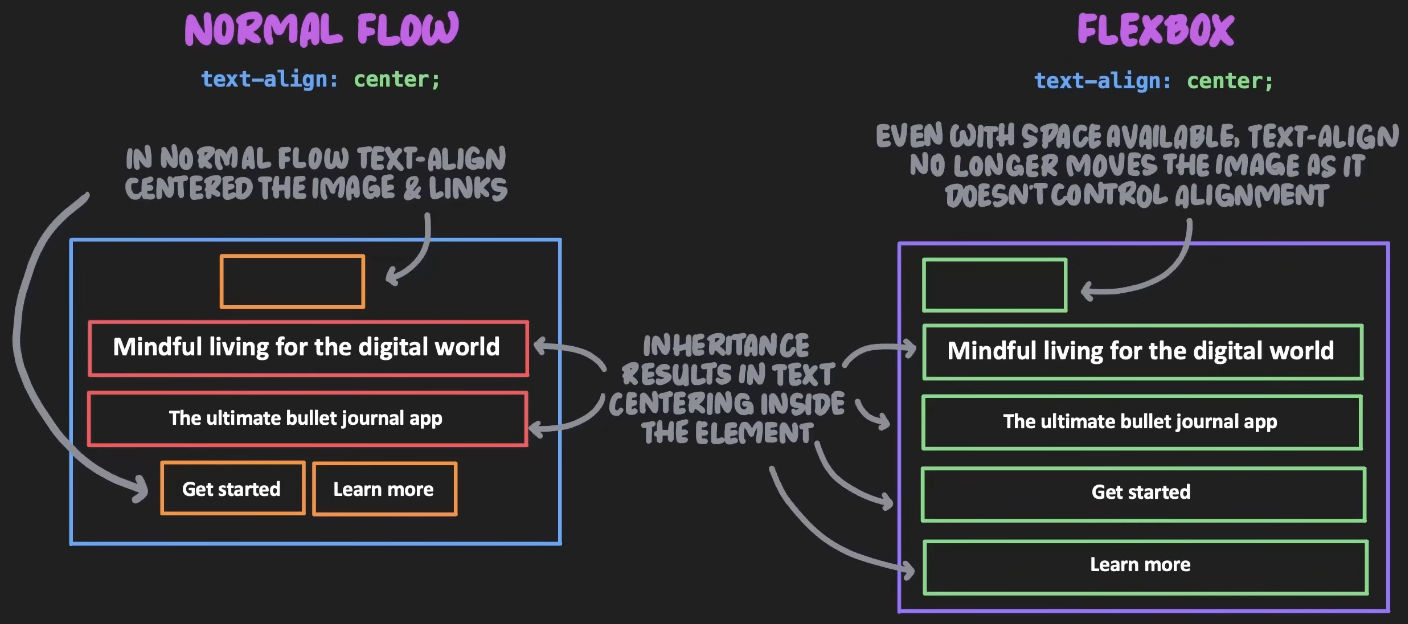 NORMAL FLOW
text-align: center;
IN NORMAL FLOW TEXT-ALIGN
CENTERED THE IMAGE & LINKS
Mindful living for the digital world
The ultimate bullet journal app
Get started
Learn more
INHERITANCE
RESULTS IN TEXT
CENTERING INSIDE
THE ELEMENT
FLEXBOX
text-align: center;
EVEN WITH SPACE AVAILABLE, TEXT-ALIGN
NO LONGER MOVES THE IMAGE AS IT
DOESN'T CONTROL ALIGNMENT
Mindful living for the digital world
The ultimate bullet journal app
Get started
Learn more